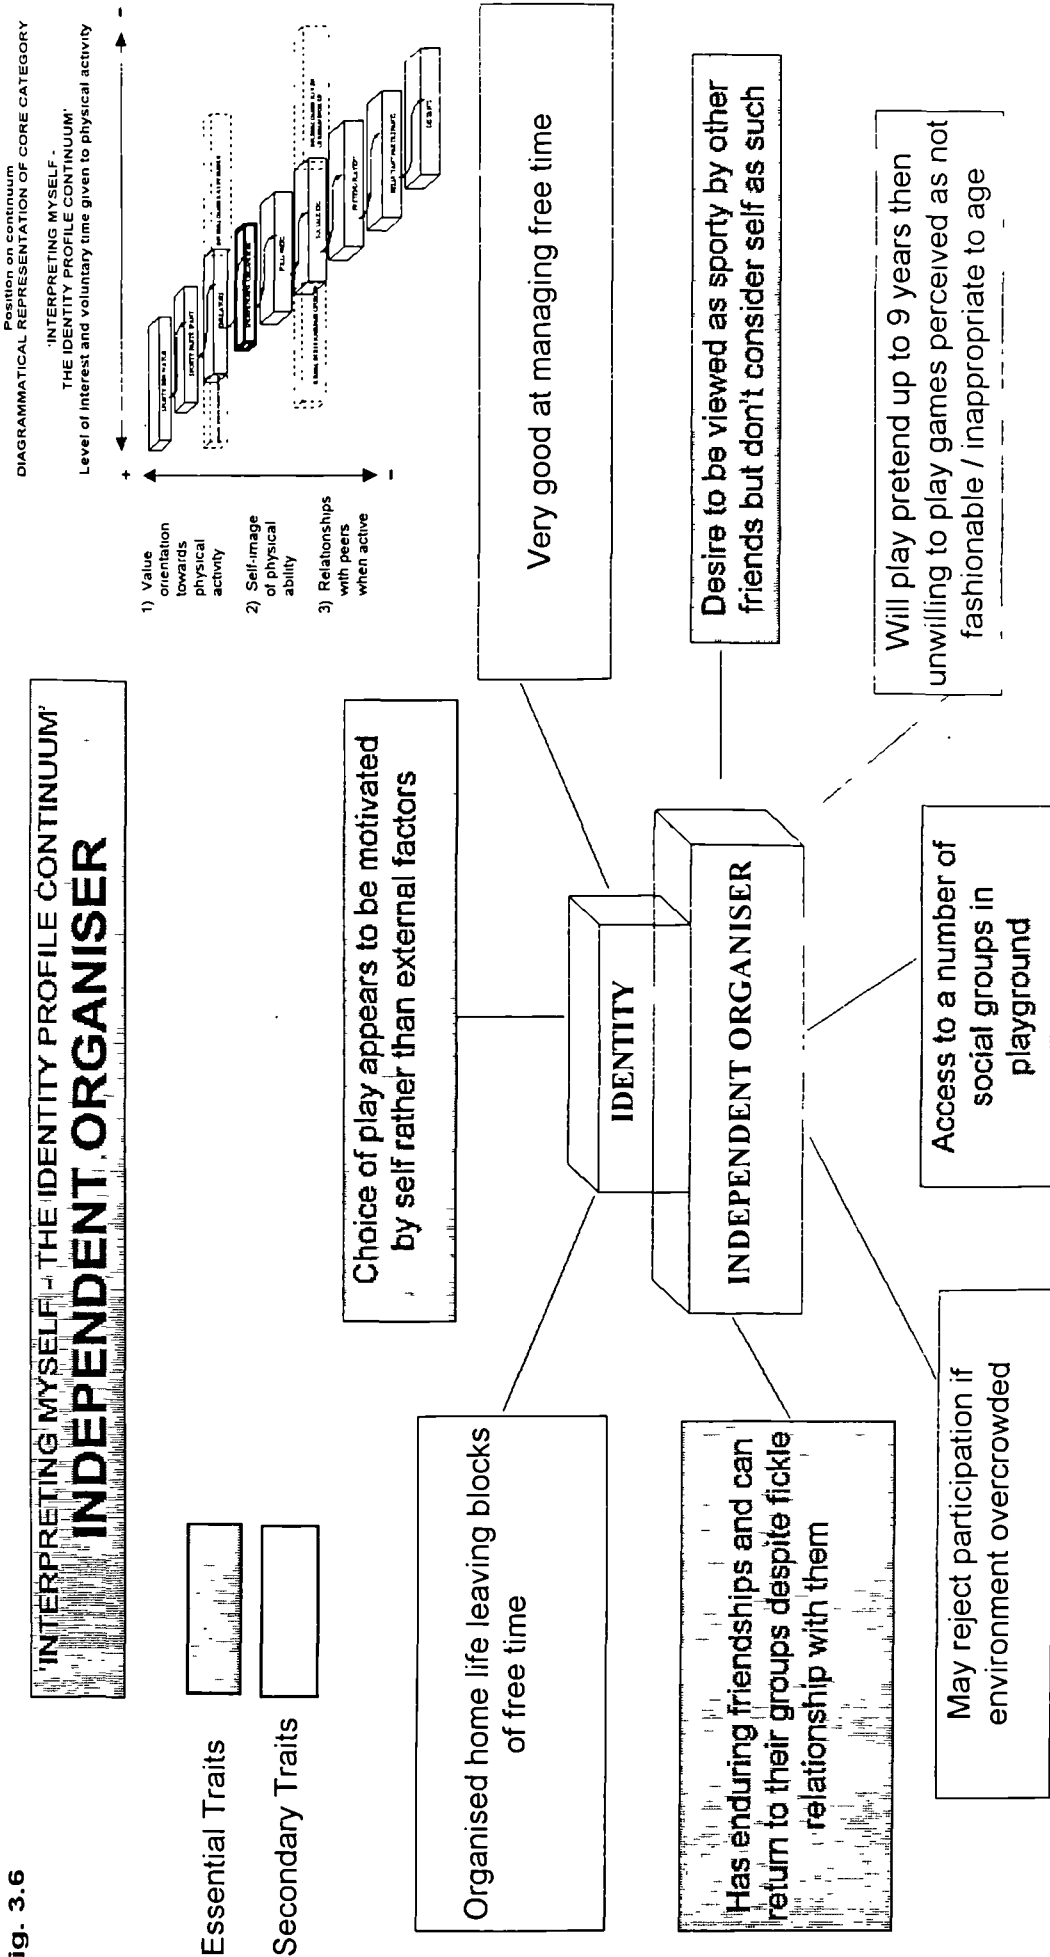 ig. 3.6
'INTERPRETING MYSELF - THE IDENTITY PROFILE CONTINUUM'
INDEPENDENT ORGANISER
Position on continuum
DIAGRAMMATICAL REPRESENTATION OF CORE CATEGORY
'INTERPRETING MYSELF -
THE IDENTITY PROFILE CONTINUUM'
Level of interest and voluntary time given to physical activity
+
-
1) Value
orientation
towards
physical
activity
2) Self-image
of physical
ability
3) Relationships
with peers
when active
-
Essential Traits
Secondary Traits
Choice of play appears to be motivated
by self rather than external factors
Organised home life leaving blocks
of free time
Very good at managing free time
IDENTITY
INDEPENDENT ORGANISER
Has enduring friendships and can
return to their groups despite fickle
relationship with them
Desire to be viewed as sporty by other
friends but don't consider self as such
May reject participation if
environment overcrowded
Access to a number of
social groups in
playground
Will play pretend up to 9 years then
unwilling to play games perceived as not
fashionable / inappropriate to age